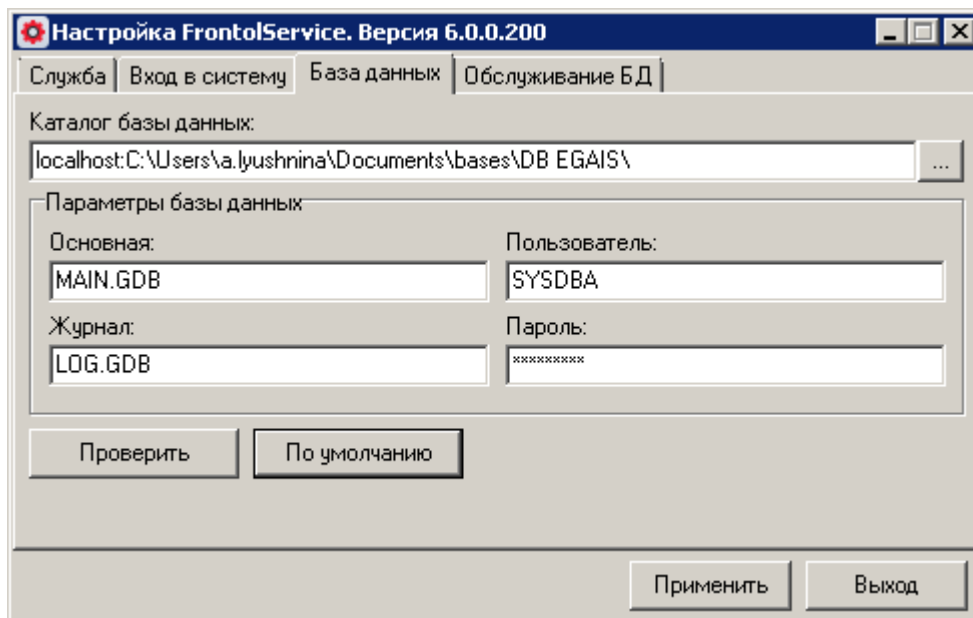 Настройка FrontolService. Версия 6.0.0.200
Служба Вход в систему База данных Обслуживание БД
Каталог базы данных:
localhost:C:\Users\a.lyushnina\Documents\bases\DB EGAIS\ ...
Параметры базы данных
Основная: Пользователь:
MAIN.GDB SYSDBA
Журнал: Пароль:
LOG.GDB *********
Проверить По умолчанию
Применить Выход